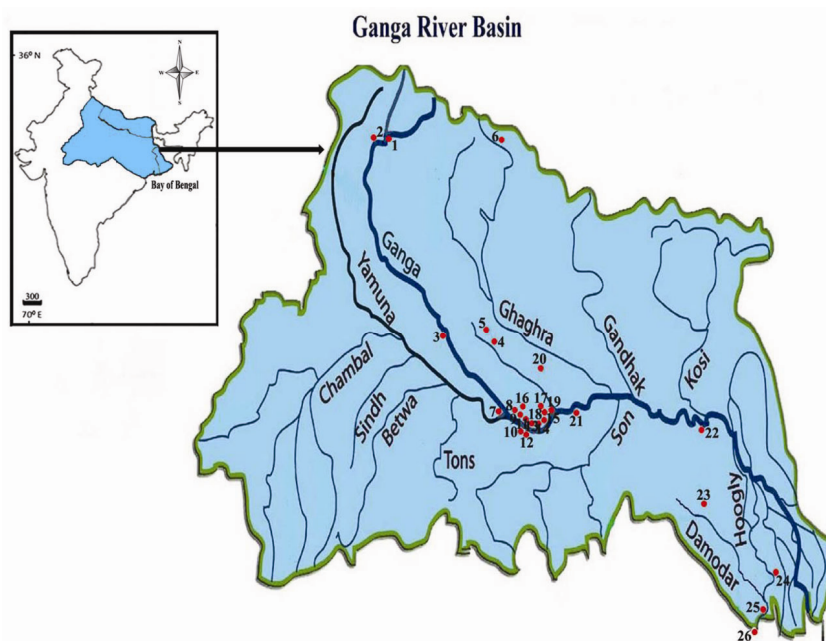 Ganga River Basin
36° N
N
W
E
S
Bay of Bengal
300
70° E
2
1
6
Ganga
Yamuna
3
5
4
Ghaghra
20
Gandhak
Kosi
Chambal
Sindh
Betwa
7
8
16
17
19
18
15
10
12
14
21
Son
22
Tons
23
Hoogly
Damodar
24
25
26